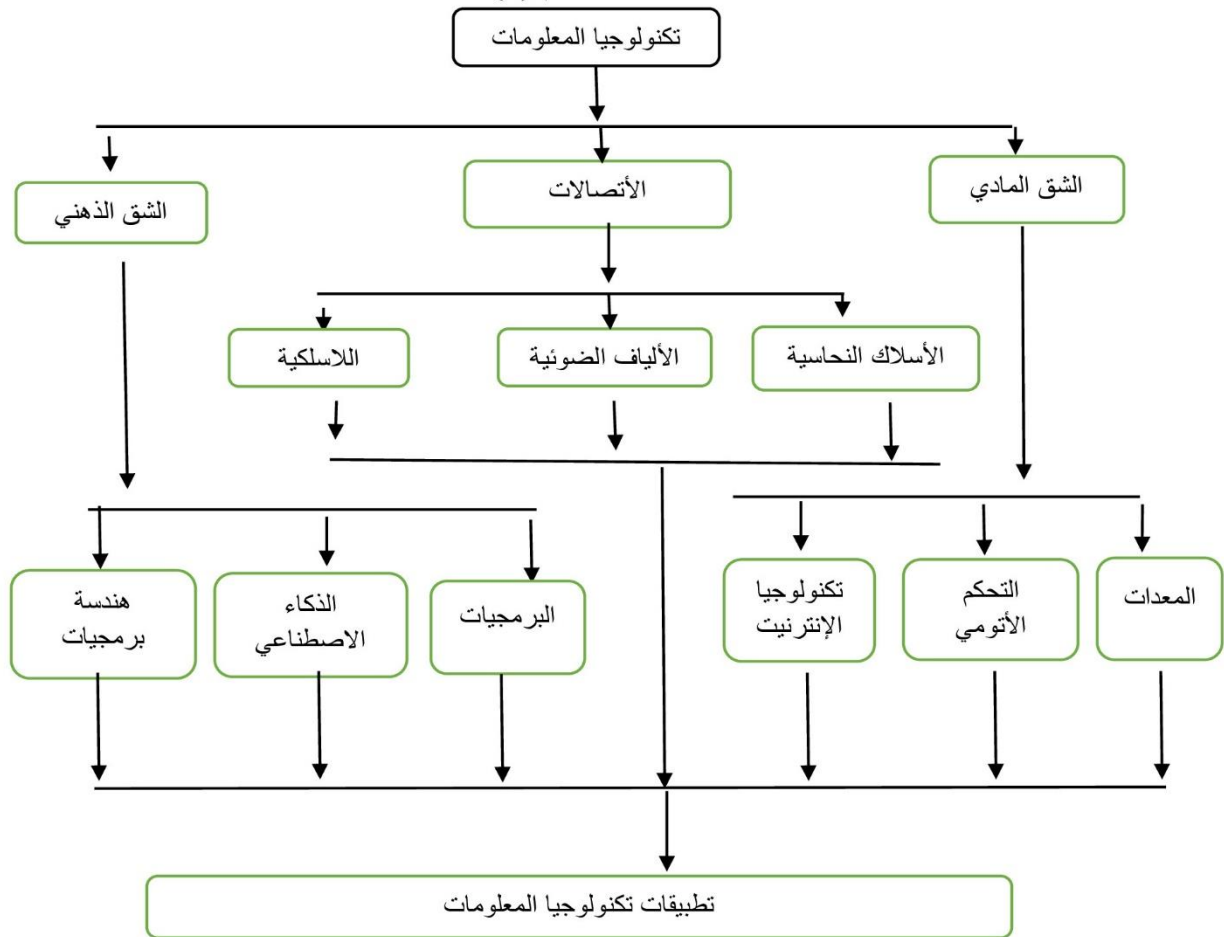 تكنولوجيا المعلومات
الشق المادي
الأتصالات
الشق الذهني
الأسلاك النحاسية
الألياف الضوئية
اللاسلكية
المعدات
التحكم
الأتومي
تكنولوجيا
الإنترنيت
البرمجيات
الذكاء
الاصطناعي
هندسة
برمجيات
تطبيقات تكنولوجيا المعلومات